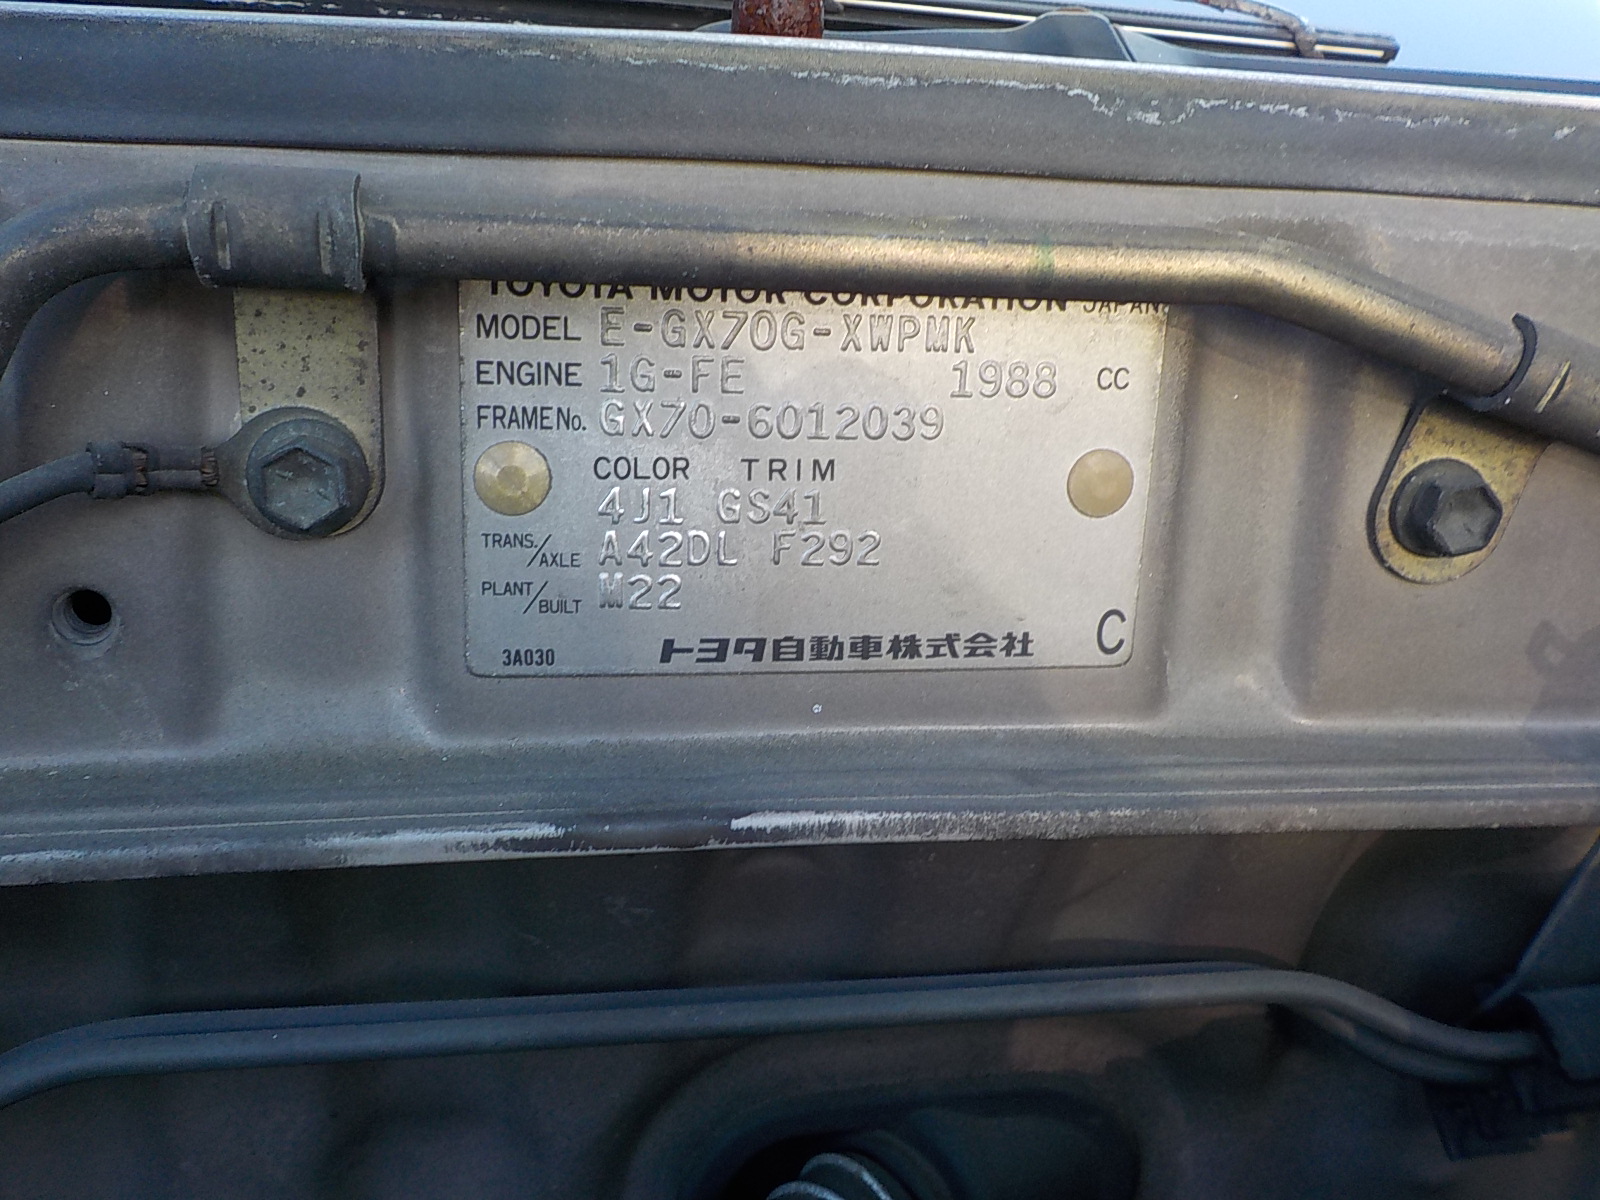 TOYOTA MOTOR CORPORATION JAPAN.
MODEL E-GX70G-XWPMK
ENGINE 1G-FE 1988 CC
FRAME No. GX70-6012039
COLOR TRIM
4J1 GS41
TRANS./AXLE A42DL F292
PLANT/BUILT M22
3A030 トヨタ自動車株式会社 C